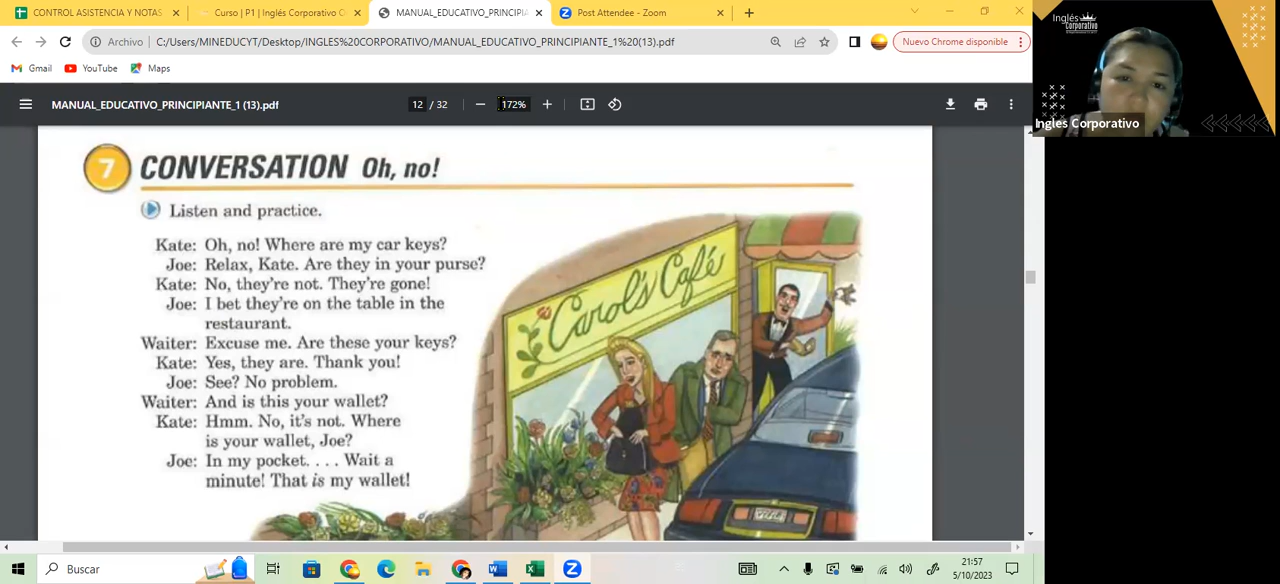 CONTROL ASISTENCIA Y NOTAS
Curso | P1 | Inglés Corporativo C
MANUAL_EDUCATIVO_PRINCIPIA
Post Attendee - Zoom
Archivo
C:/Users/MINEDUCYT/Desktop/INGLES%20CORPORATIVO/MANUAL_EDUCATIVO_PRINCIPIANTE_1%20(13).pdf
Nuevo Chrome disponible
Gmail
YouTube
Maps
MANUAL_EDUCATIVO_PRINCIPIANTE_1 (13).pdf
12 / 32
172%
Inglés
Corporativo
Ingles Corporativo
7 CONVERSATION Oh, no!
Listen and practice.
Kate: Oh, no! Where are my car keys?
Joe: Relax, Kate. Are they in your purse?
Kate: No, they're not. They're gone!
Joe: I bet they're on the table in the
restaurant.
Waiter: Excuse me. Are these your keys?
Kate: Yes, they are. Thank you!
Joe: See? No problem.
Waiter: And is this your wallet?
Kate: Hmm. No, it's not. Where
is your wallet, Joe?
Joe: In my pocket. . . . Wait a
minute! That is my wallet!
Carol's Café
Buscar
21:57
5/10/2023